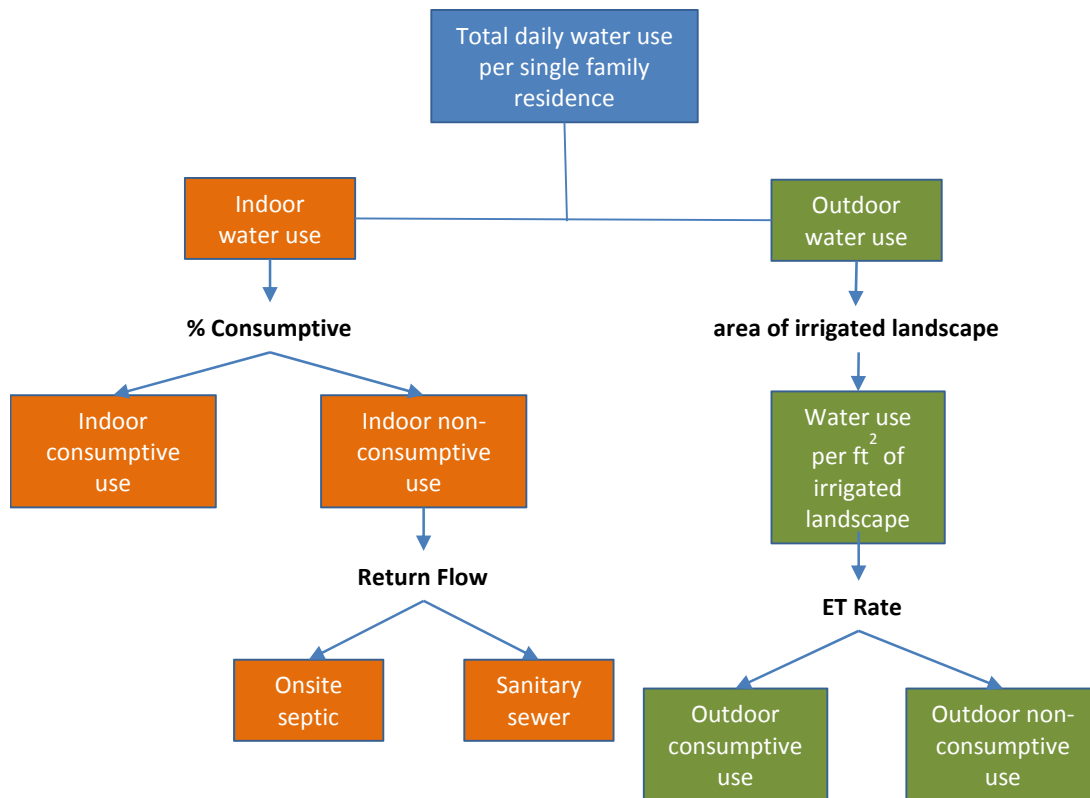 Total daily water use
per single family
residence
Indoor
water use
Outdoor
water use
% Consumptive
area of irrigated landscape
Indoor
consumptive
use
Indoor non-
consumptive
use
Water use
per ft² of
irrigated
landscape
Return Flow
ET Rate
Onsite
septic
Sanitary
sewer
Outdoor
consumptive
use
Outdoor non-
consumptive
use